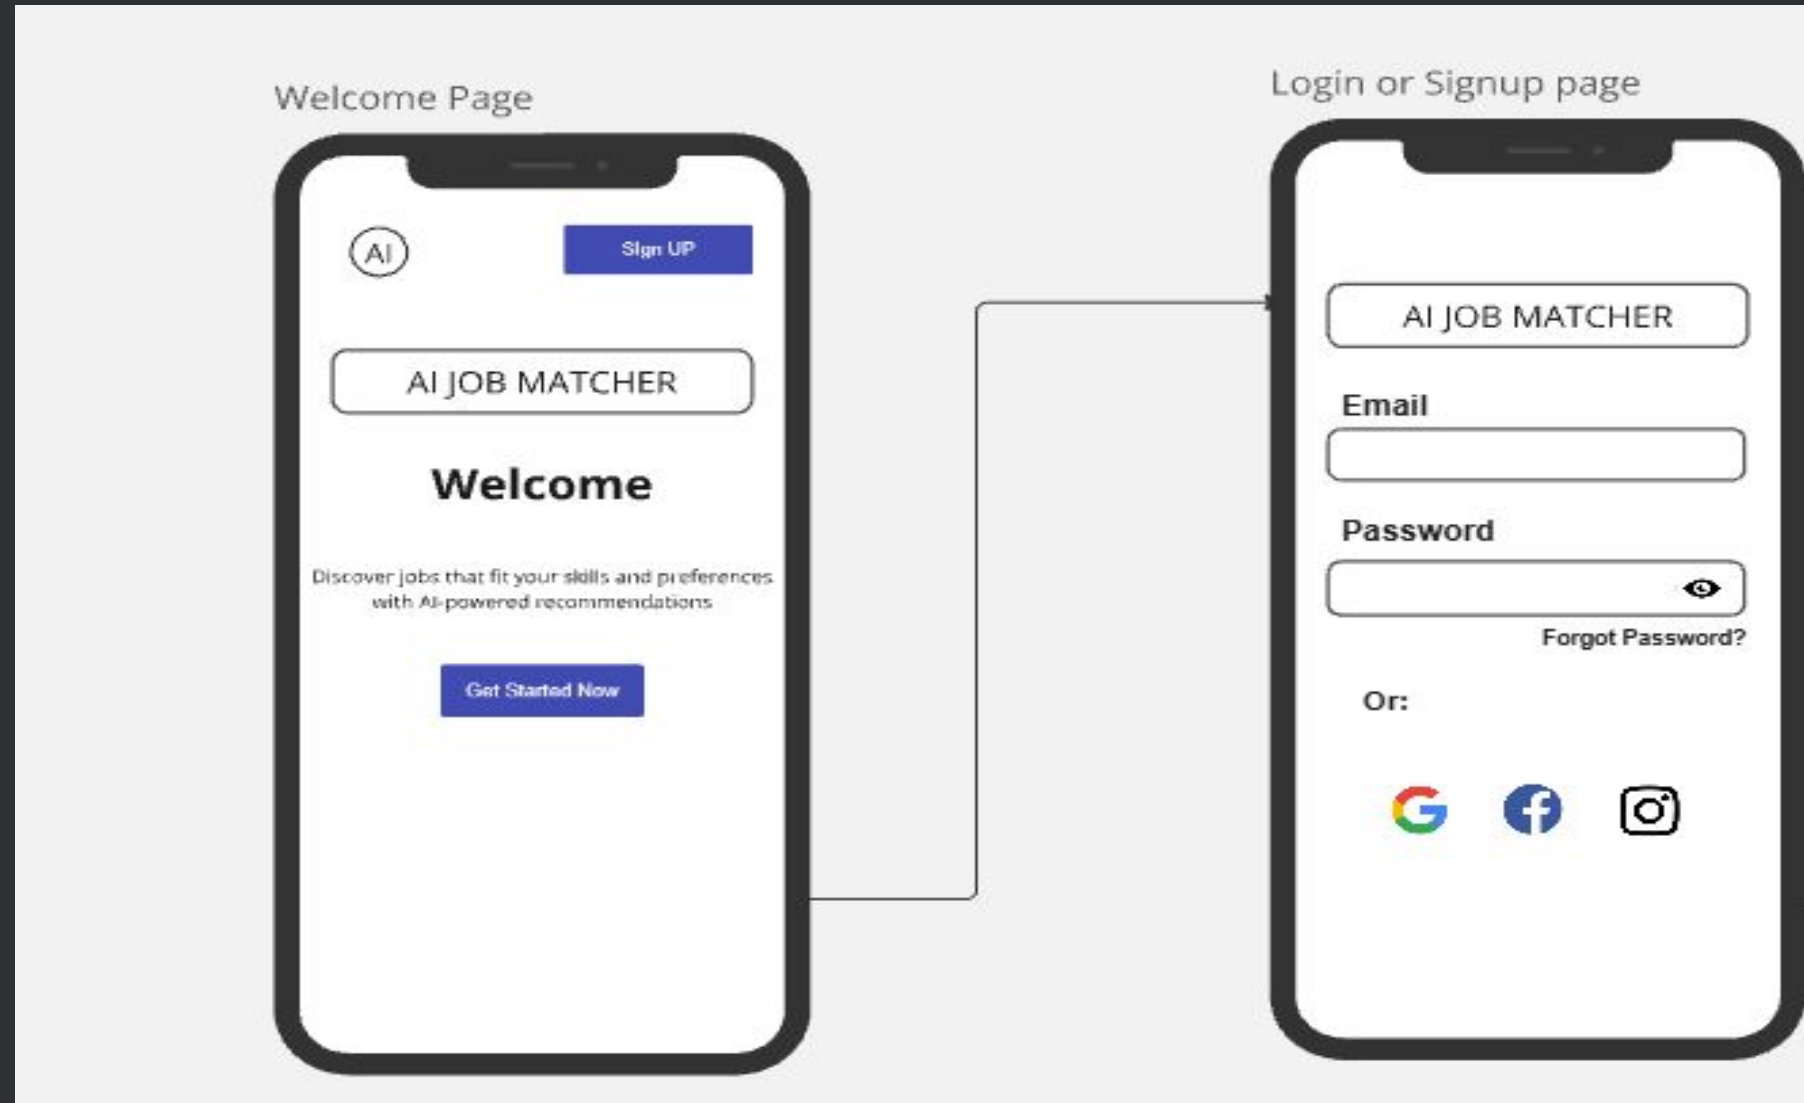 Welcome Page
AI
SIgn UP
AI JOB MATCHER
Welcome
Discover jobs that fit your skills and preferences
with AI-powered recommendations
Get Started Now
Login or Signup page
AI JOB MATCHER
Email
Password
Forgot Password?
Or: